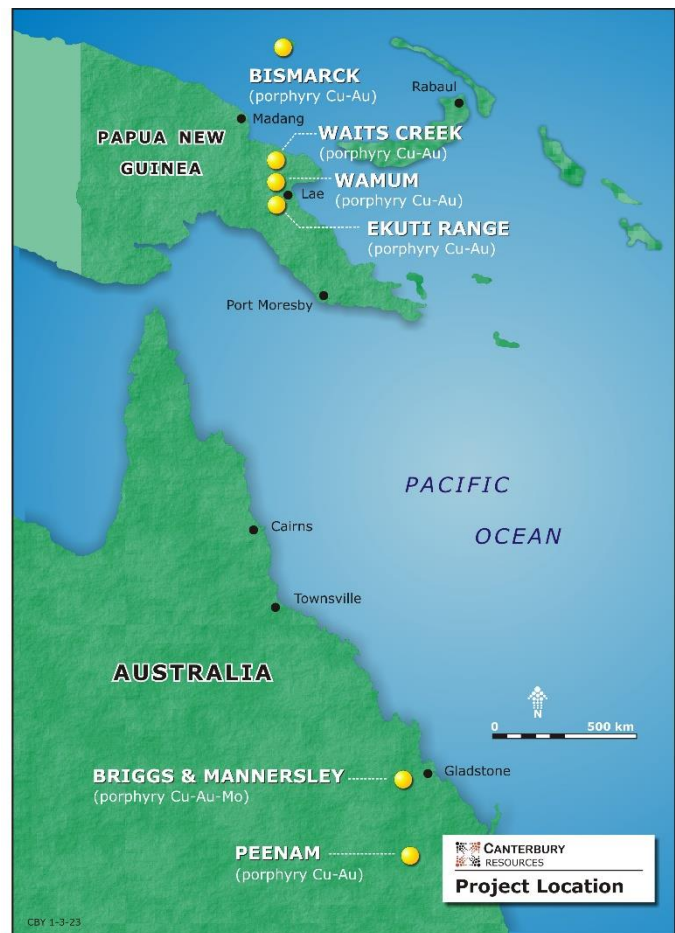 BISMARCK
(porphyry Cu-Au)
Rabaul
Madang
PAPUA NEW
GUINEA
WAITS CREEK
(porphyry Cu-Au)
WAMUM
(porphyry Cu-Au)
Lae
EKUTI RANGE
(porphyry Cu-Au)
Port Moresby
PACIFIC
OCEAN
Cairns
Townsville
AUSTRALIA
N
0 500 km
BRIGGS & MANNERSLEY
(porphyry Cu-Au-Mo)
Gladstone
PEENAM
(porphyry Cu-Au)
CANTERBURY
RESOURCES
Project Location
CBY 1-3-23